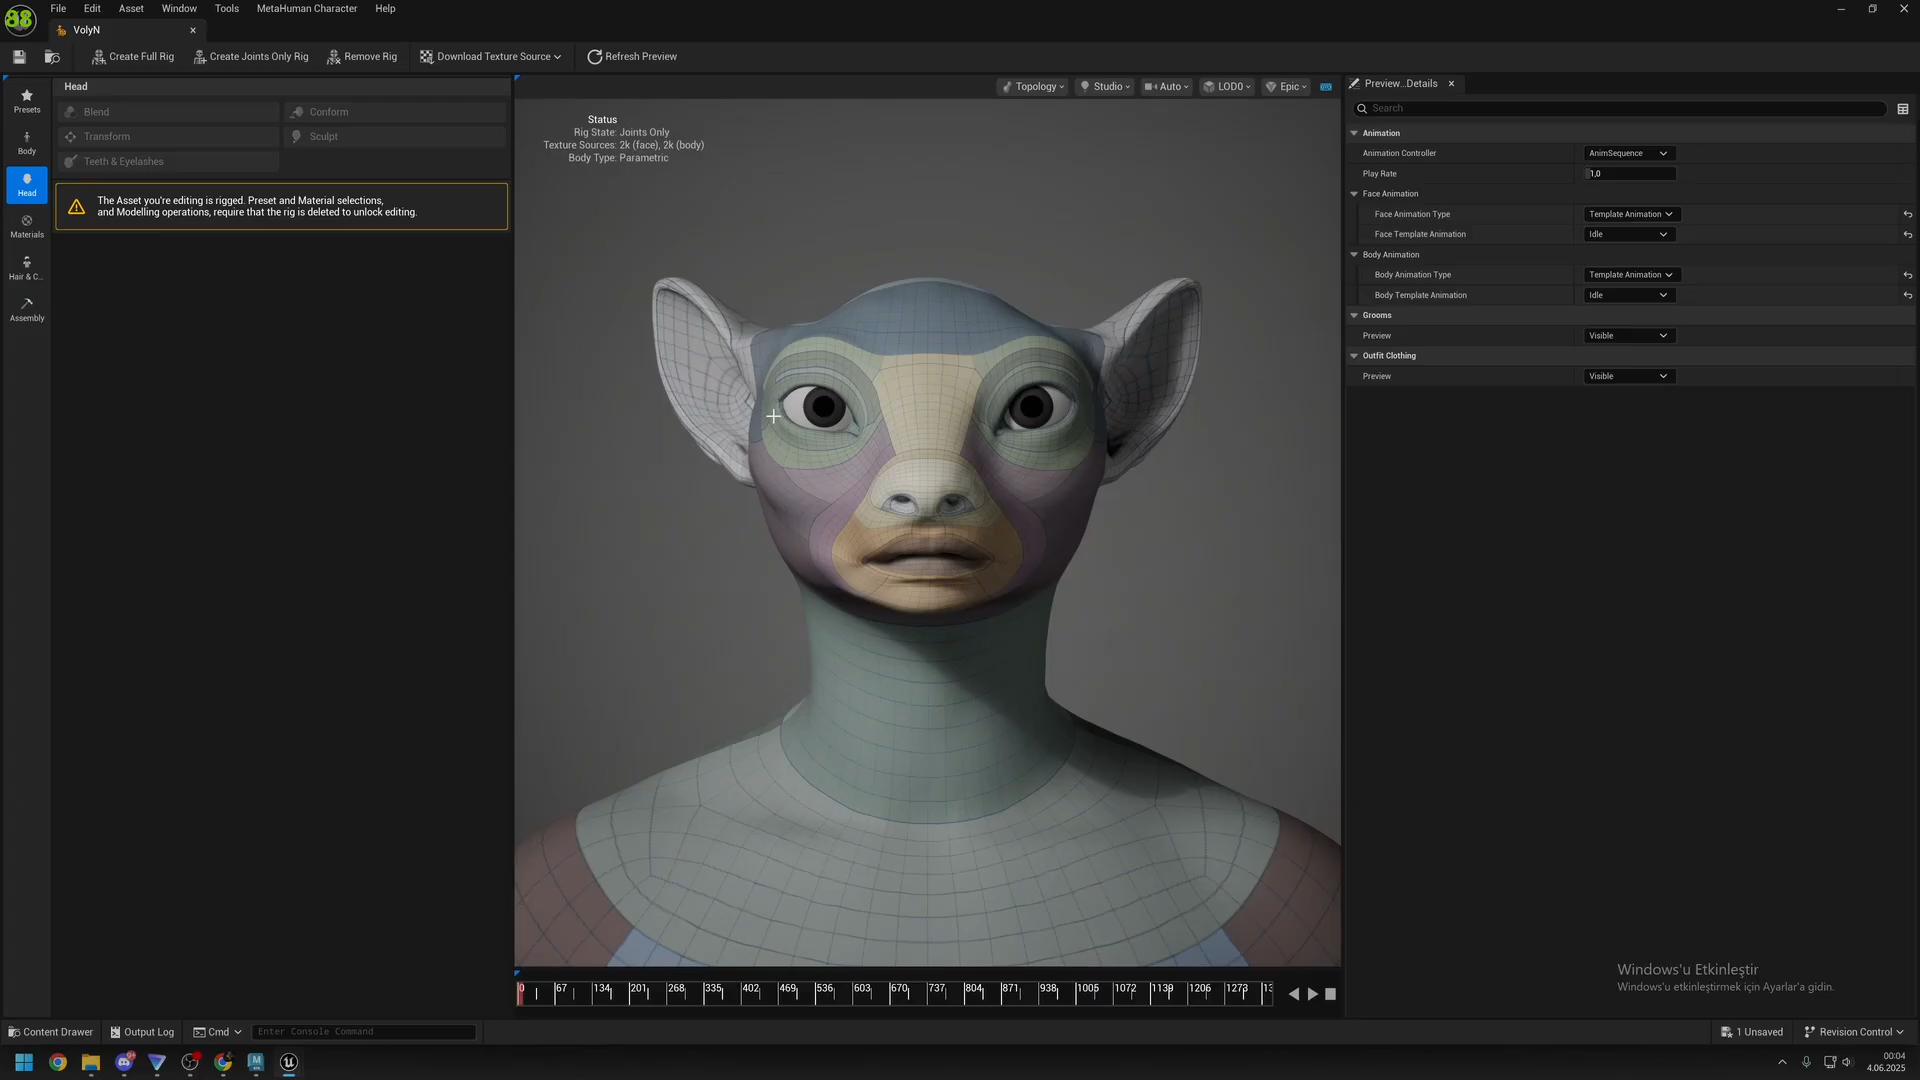 File Edit Asset Window Tools MetaHuman Character Help
VolyN
Create Full Rig Create Joints Only Rig Remove Rig Download Texture Source Refresh Preview
Head
Blend Conform
Transform Sculpt
Teeth & Eyelashes
The Asset you're editing is rigged. Preset and Material selections,
and Modelling operations, require that the rig is deleted to unlock editing.
Presets
Body
Head
Materials
Hair & C...
Assembly
Topology Studio Auto LOD0 Epic
Status
Rig State: Joints Only
Texture Sources: 2k (face), 2k (body)
Body Type: Parametric
0 67 134 201 268 335 402 469 536 603 670 737 804 871 938 1005 1072 1139 1206 1273 13
Preview...Details
Search
Animation
Animation Controller AnimSequence
Play Rate 1,0
Face Animation
Face Animation Type Template Animation
Face Template Animation Idle
Body Animation
Body Animation Type Template Animation
Body Template Animation Idle
Grooms
Preview Visible
Outfit Clothing
Preview Visible
Windows'u Etkinleştir
Windows'u etkinleştirmek için Ayarlar'a gidin.
Content Drawer Output Log Cmd Enter Console Command 1 Unsaved Revision Control
00:04
4.06.2025